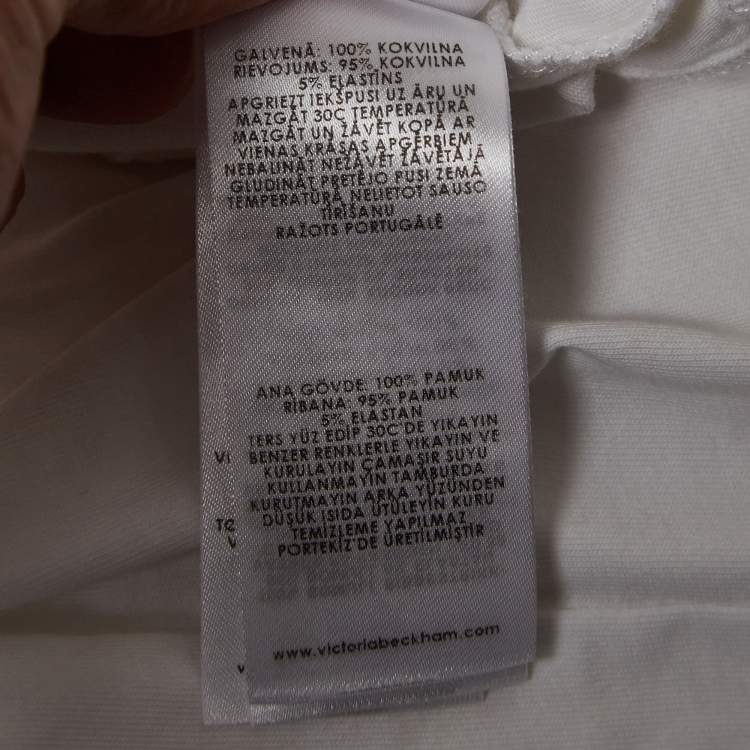 GALVENĀ: 100% KOKVILNA
RIEVOJUMS: 95% KOKVILNA
5% ELASTĪNS
APGRIEZT IEKŠPUSI UZ ĀRU UN
MAZGĀT 30C TEMPERATŪRĀ
MAZGĀT UN ŽĀVĒT KOPĀ AR
VIENAS KRĀSAS APĢĒRBIEM
NEBALINĀT NEŽĀVĒT ŽĀVĒTĀJĀ
GLUDINĀT PRETĒJO PUSI ZEMĀ
TEMPERATŪRĀ NELIETOT SAUSO
TĪRĪŠANU
RAŽOTS PORTUGĀLĒ
ANA GÖVDE: 100% PAMUK
RİBANA: 95% PAMUK
5% ELASTAN
TERS YÜZ EDİP 30C'DE YIKAYIN
BENZER RENKLERLE YIKAYIN VE
KURULAYIN ÇAMAŞIR SUYU
KULLANMAYIN TAMBURDA
KURUTMAYIN ARKA YÜZÜNDEN
DÜŞÜK ISIDA ÜTÜLEYİN KURU
TEMİZLEME YAPILMAZ
PORTEKİZ'DE ÜRETİLMİŞTİR
www.victoriabeckham.com